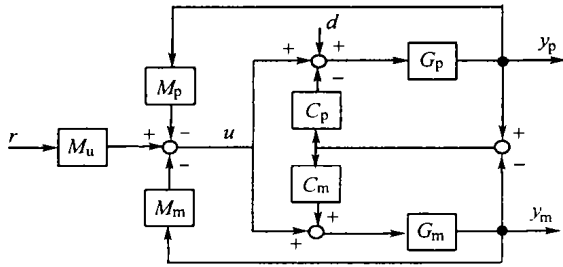 d
+ + G_p y_p
−
M_p
C_p
r M_u + − u +
− −
M_m C_m
+ + G_m y_m